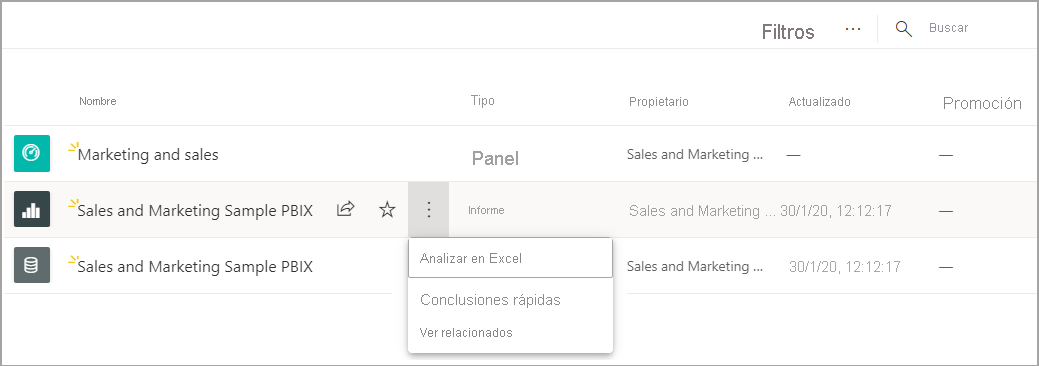 Filtros ... Buscar
Nombre Tipo Propietario Actualizado Promoción
Marketing and sales Panel Sales and Marketing ... — —
Sales and Marketing Sample PBIX Informe Sales and Marketing ... 30/1/20, 12:12:17 —
Sales and Marketing Sample PBIX Sales and Marketing ... 30/1/20, 12:12:17 —
Analizar en Excel
Conclusiones rápidas
Ver relacionados